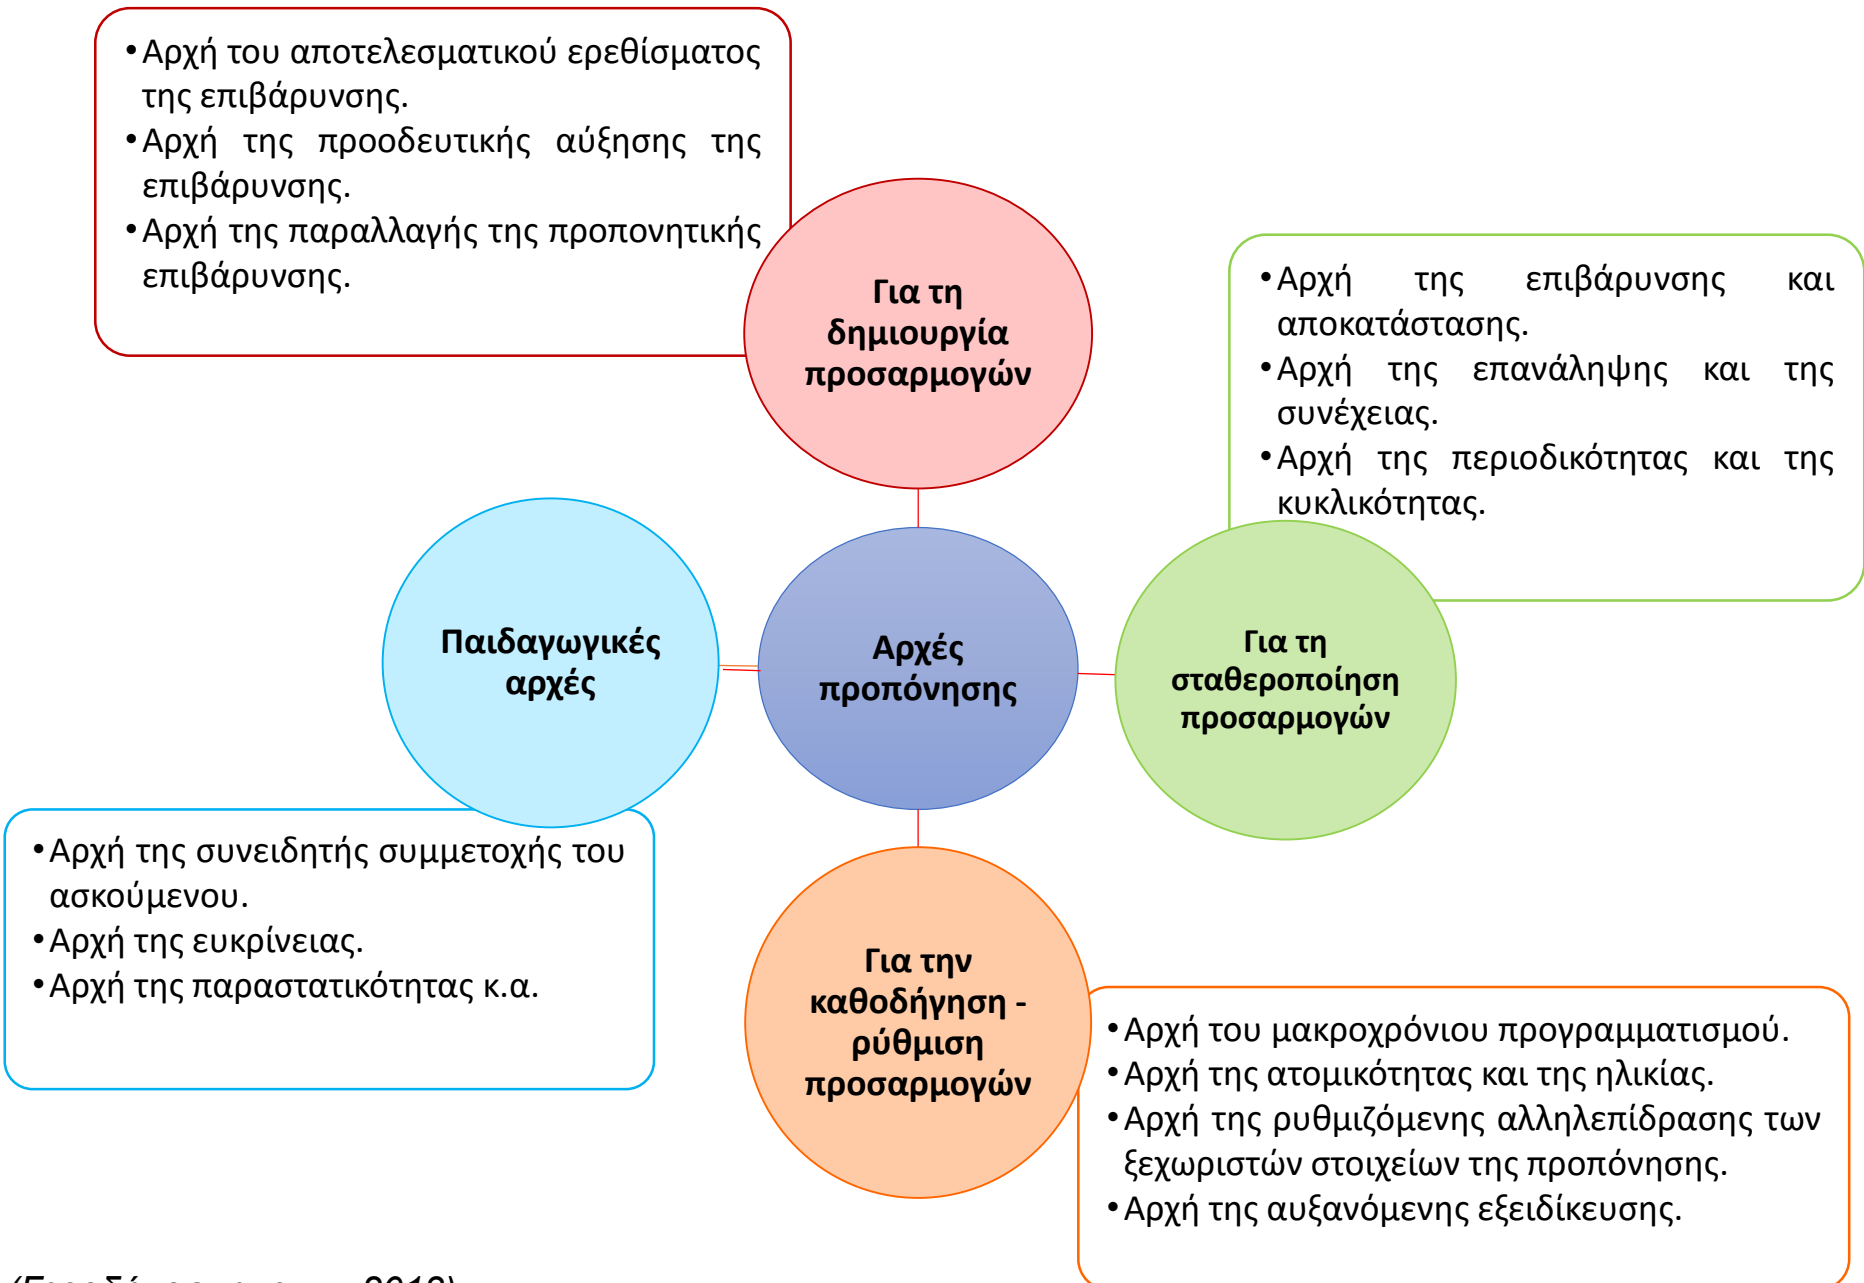 •Αρχή του αποτελεσματικού ερεθίσματος
της επιβάρυνσης.
•Αρχή της προοδευτικής αύξησης της
επιβάρυνσης.
•Αρχή της παραλλαγής της προπονητικής
επιβάρυνσης.
Για τη
δημιουργία
προσαρμογών
•Αρχή της επιβάρυνσης και
αποκατάστασης.
•Αρχή της επανάληψης και της
συνέχειας.
•Αρχή της περιοδικότητας και της
κυκλικότητας.
Παιδαγωγικές
αρχές
Αρχές
προπόνησης
Για τη
σταθεροποίηση
προσαρμογών
•Αρχή της συνειδητής συμμετοχής του
ασκούμενου.
•Αρχή της ευκρίνειας.
•Αρχή της παραστατικότητας κ.α.
Για την
καθοδήγηση -
ρύθμιση
προσαρμογών
•Αρχή του μακροχρόνιου προγραμματισμού.
•Αρχή της ατομικότητας και της ηλικίας.
•Αρχή της ρυθμιζόμενης αλληλεπίδρασης των
ξεχωριστών στοιχείων της προπόνησης.
•Αρχή της αυξανόμενης εξειδίκευσης.